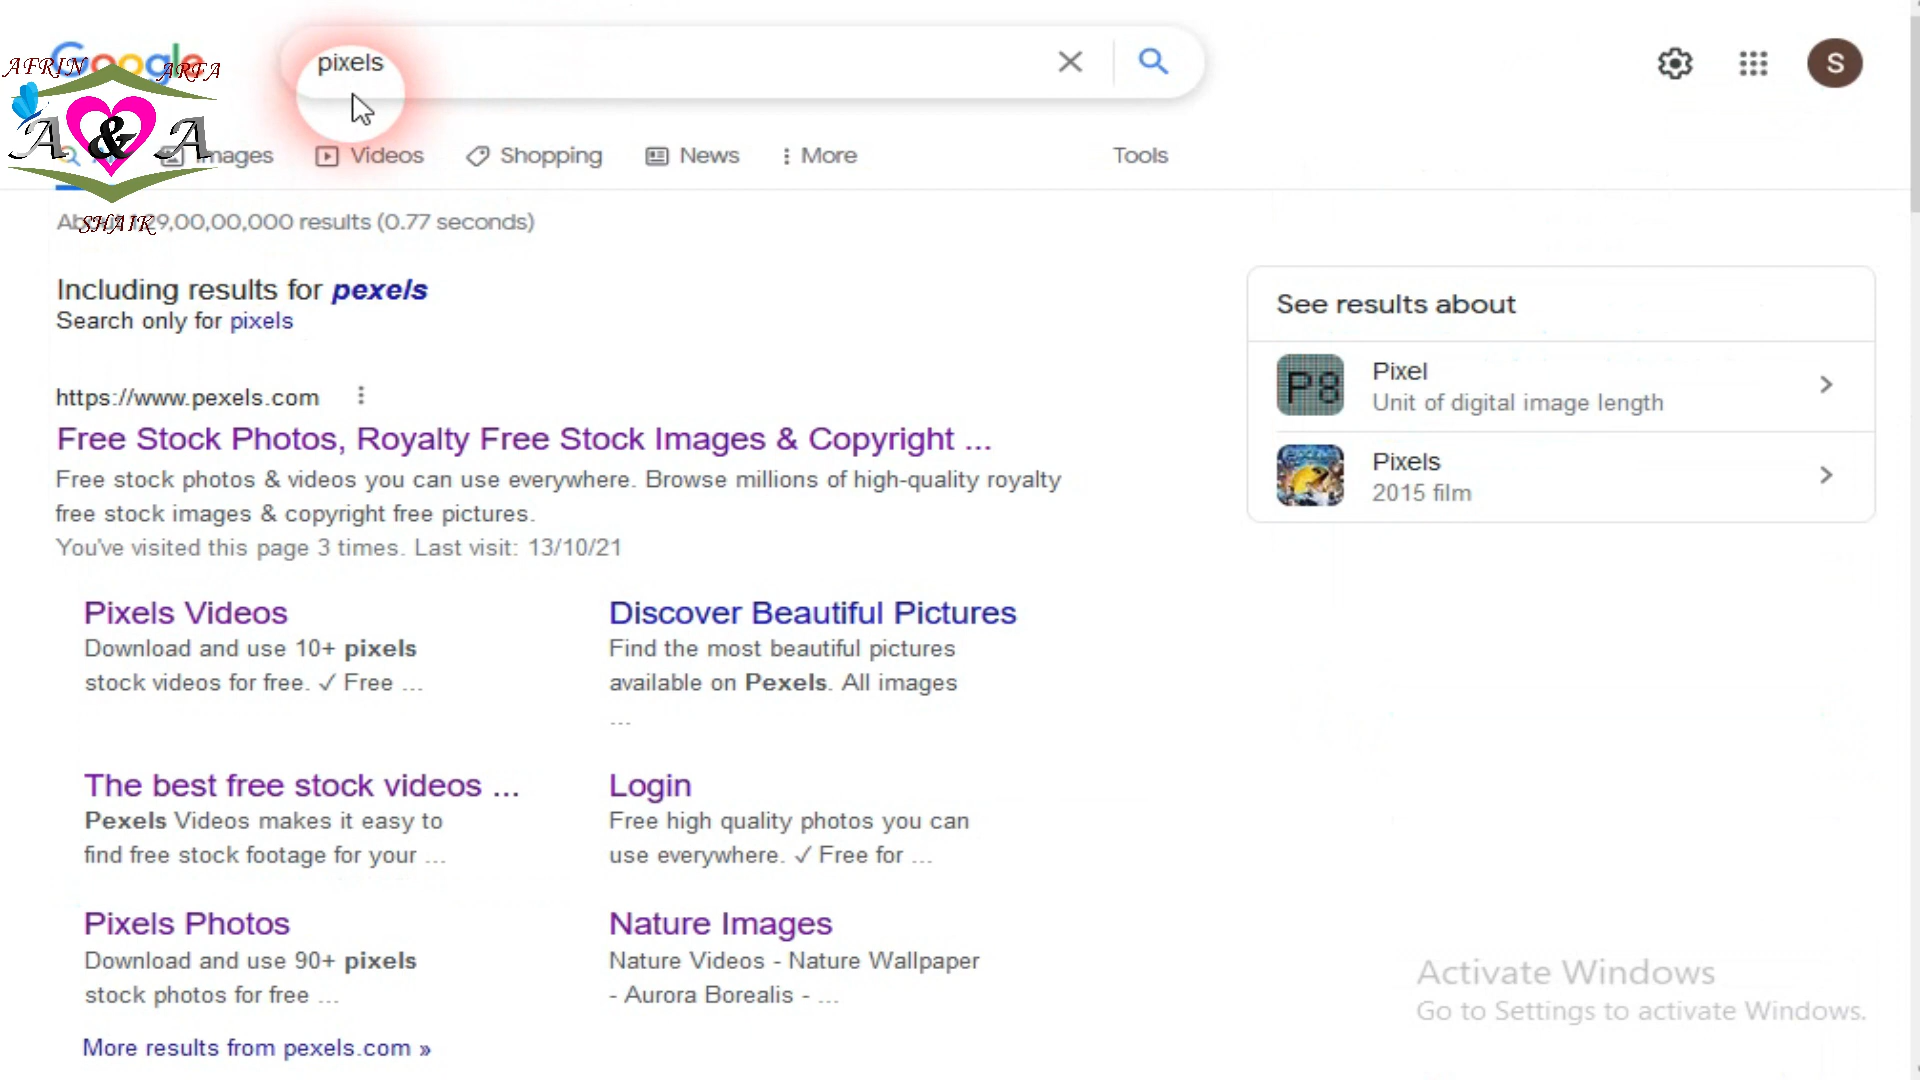 Google
pixels
S
AFRIN ARFA
A & A
SHAIK
Images
Videos
Shopping
News
More
Tools
29,00,00,000 results (0.77 seconds)
Including results for pexels
Search only for pixels
https://www.pexels.com
Free Stock Photos, Royalty Free Stock Images & Copyright ...
Free stock photos & videos you can use everywhere. Browse millions of high-quality royalty
free stock images & copyright free pictures.
You've visited this page 3 times. Last visit: 13/10/21
Pixels Videos
Download and use 10+ pixels
stock videos for free. ✓ Free ...
Discover Beautiful Pictures
Find the most beautiful pictures
available on Pexels. All images
...
The best free stock videos ...
Pexels Videos makes it easy to
find free stock footage for your ...
Login
Free high quality photos you can
use everywhere. ✓ Free for ...
Pixels Photos
Download and use 90+ pixels
stock photos for free ...
Nature Images
Nature Videos - Nature Wallpaper
- Aurora Borealis - ...
More results from pexels.com »
See results about
P8
Pixel
Unit of digital image length
Pixels
2015 film
Activate Windows
Go to Settings to activate Windows.